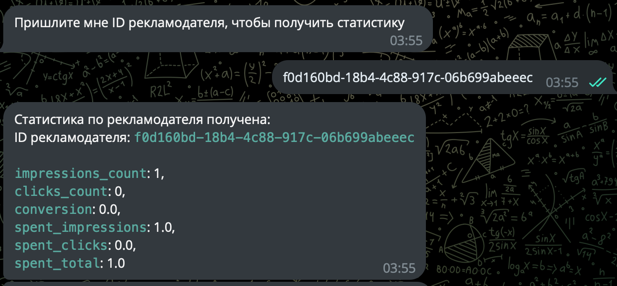 Пришлите мне ID рекламодателя, чтобы получить статистику
03:55
f0d160bd-18b4-4c88-917c-06b699abeeec 03:55
Статистика по рекламодателя получена:
ID рекламодателя: f0d160bd-18b4-4c88-917c-06b699abeeec
impressions_count: 1,
clicks_count: 0,
conversion: 0.0,
spent_impressions: 1.0,
spent_clicks: 0.0,
spent_total: 1.0
03:55